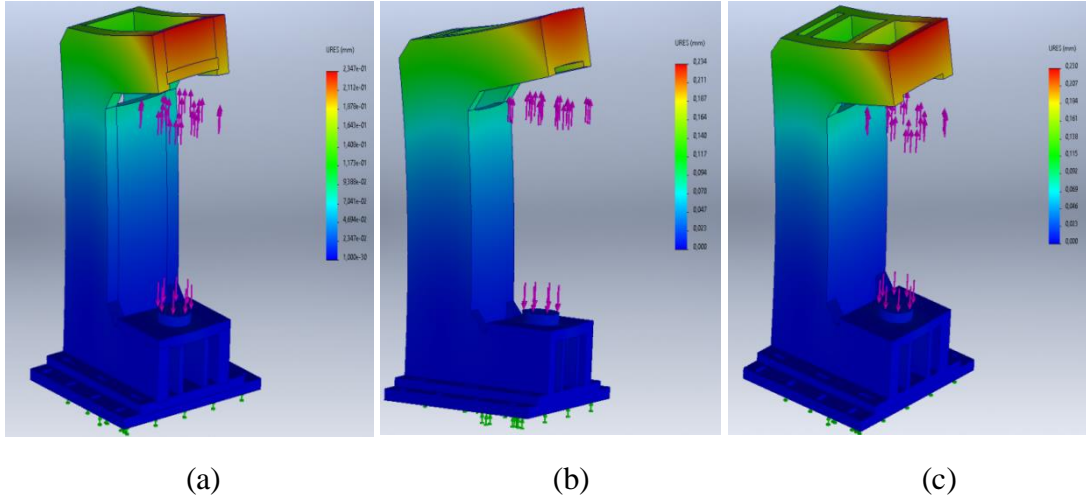 URES (mm)
2,347e-01
2,112e-01
1,878e-01
1,643e-01
1,408e-01
1,173e-01
9,389e-02
7,041e-02
4,694e-02
2,347e-02
1,000e-30
URES (mm)
0,234
0,211
0,187
0,164
0,140
0,117
0,094
0,070
0,047
0,023
0,000
URES (mm)
0,230
0,207
0,184
0,161
0,138
0,115
0,092
0,069
0,046
0,023
0,000
(a)
(b)
(c)